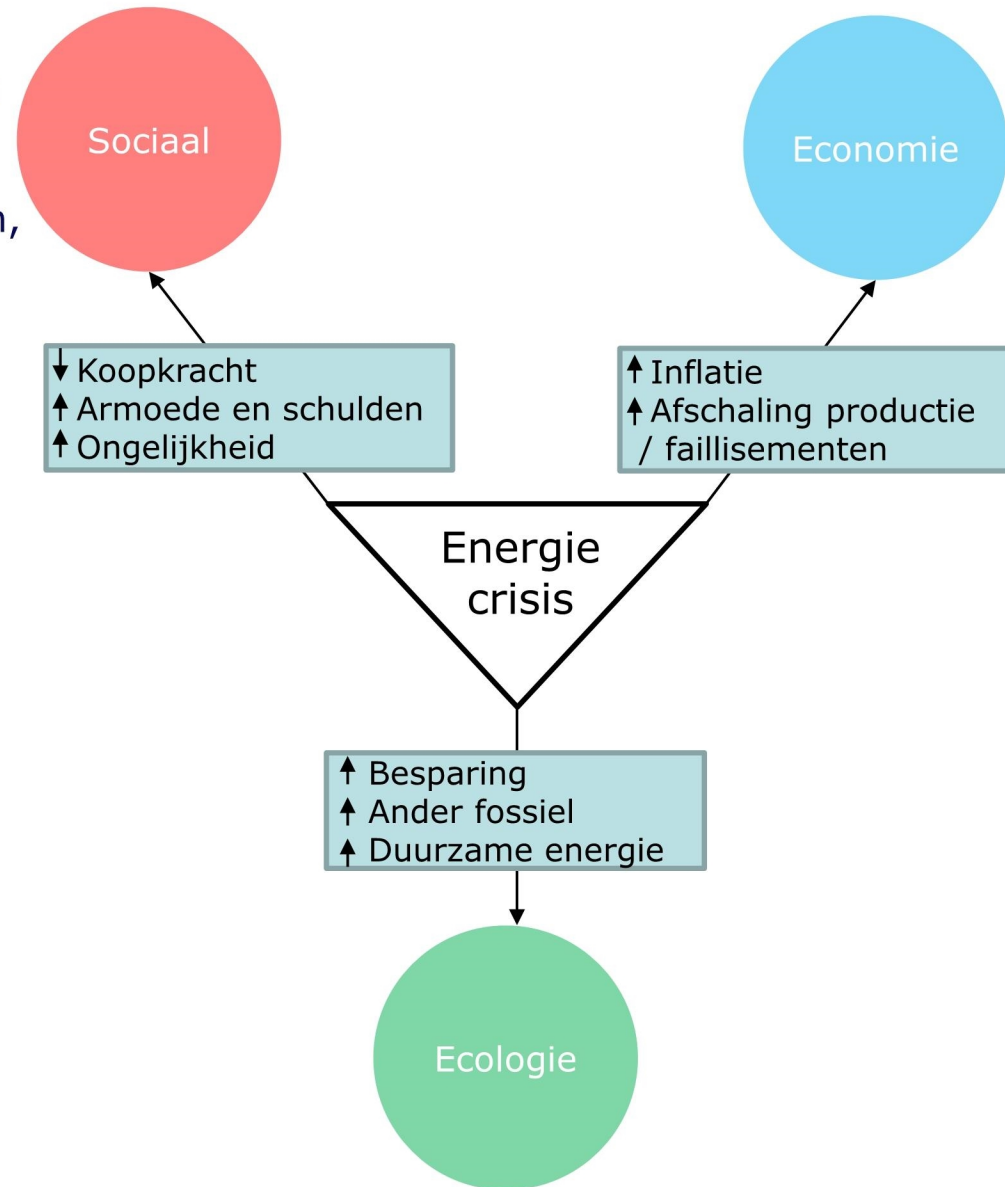 Sociaal
Economie
n,
↓ Koopkracht
↑ Armoede en schulden
↑ Ongelijkheid
↑ Inflatie
↑ Afschaling productie
/ faillisementen
Energie
crisis
↑ Besparing
↑ Ander fossiel
↑ Duurzame energie
Ecologie